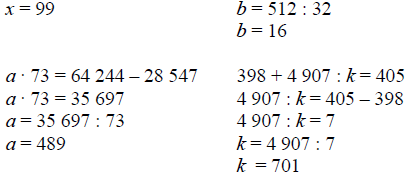 x = 99
b = 512 : 32
b = 16
a · 73 = 64 244 – 28 547
a · 73 = 35 697
a = 35 697 : 73
a = 489
398 + 4 907 : k = 405
4 907 : k = 405 – 398
4 907 : k = 7
k = 4 907 : 7
k = 701